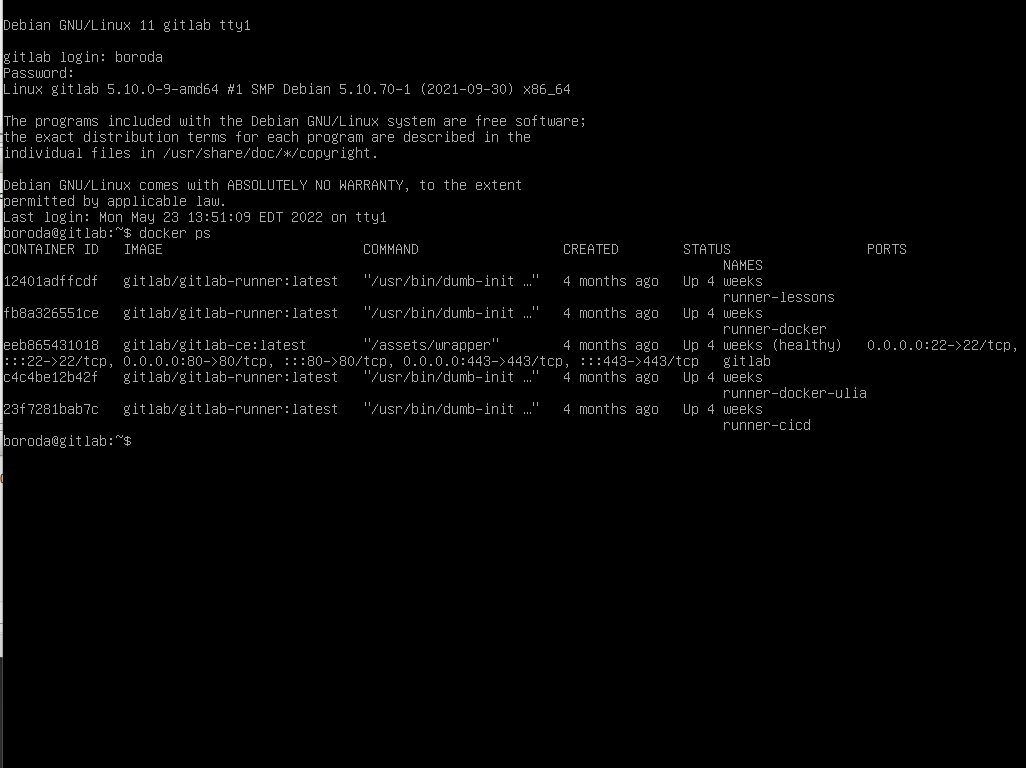 Debian GNU/Linux 11 gitlab tty1
gitlab login: boroda
Password:
Linux gitlab 5.10.0-9-amd64 #1 SMP Debian 5.10.70-1 (2021-09-30) x86_64
The programs included with the Debian GNU/Linux system are free software;
the exact distribution terms for each program are described in the
individual files in /usr/share/doc/*/copyright.
Debian GNU/Linux comes with ABSOLUTELY NO WARRANTY, to the extent
permitted by applicable law.
Last login: Mon May 23 13:51:09 EDT 2022 on tty1
boroda@gitlab:~$ docker ps
CONTAINER ID   IMAGE                         COMMAND                  CREATED        STATUS                 PORTS
NAMES
12401adffcdf   gitlab/gitlab-runner:latest   "/usr/bin/dumb-init …"   4 months ago   Up 4 weeks
runner-lessons
fb8a326551ce   gitlab/gitlab-runner:latest   "/usr/bin/dumb-init …"   4 months ago   Up 4 weeks
runner-docker
eeb865431018   gitlab/gitlab-ce:latest       "/assets/wrapper"        4 months ago   Up 4 weeks (healthy)   0.0.0.0:22->22/tcp,
:::22->22/tcp, 0.0.0.0:80->80/tcp, :::80->80/tcp, 0.0.0.0:443->443/tcp, :::443->443/tcp   gitlab
c4c4be12b42f   gitlab/gitlab-runner:latest   "/usr/bin/dumb-init …"   4 months ago   Up 4 weeks
runner-docker-ulia
23f7281bab7c   gitlab/gitlab-runner:latest   "/usr/bin/dumb-init …"   4 months ago   Up 4 weeks
runner-cicd
boroda@gitlab:~$